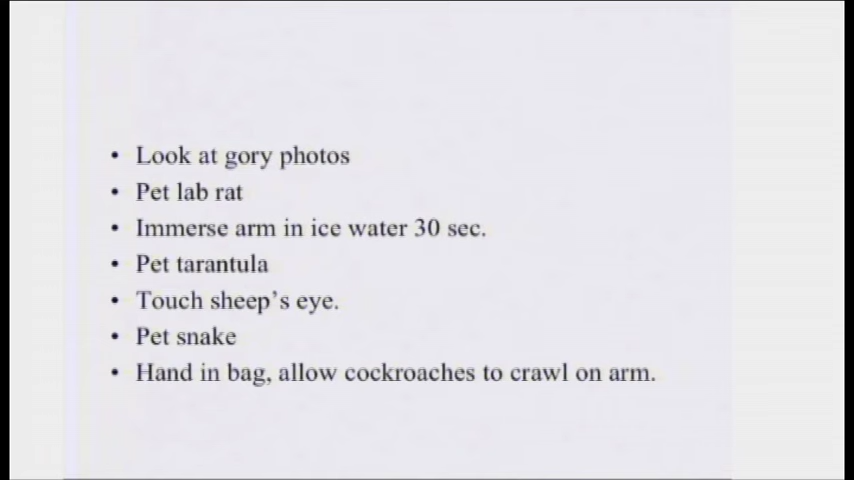 • Look at gory photos
• Pet lab rat
• Immerse arm in ice water 30 sec.
• Pet tarantula
• Touch sheep's eye.
• Pet snake
• Hand in bag, allow cockroaches to crawl on arm.